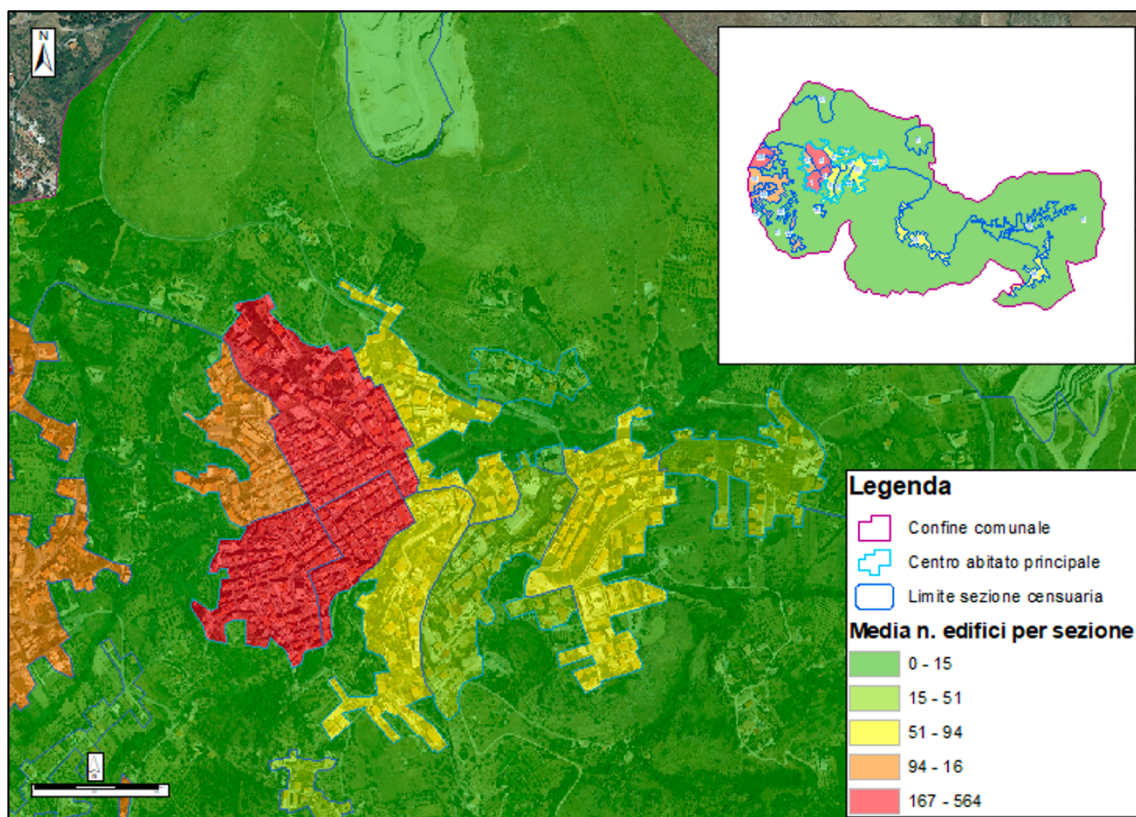 N
Legenda
Confine comunale
Centro abitato principale
Limite sezione censuaria
Media n. edifici per sezione
0 - 15
15 - 51
51 - 94
94 - 16
167 - 564